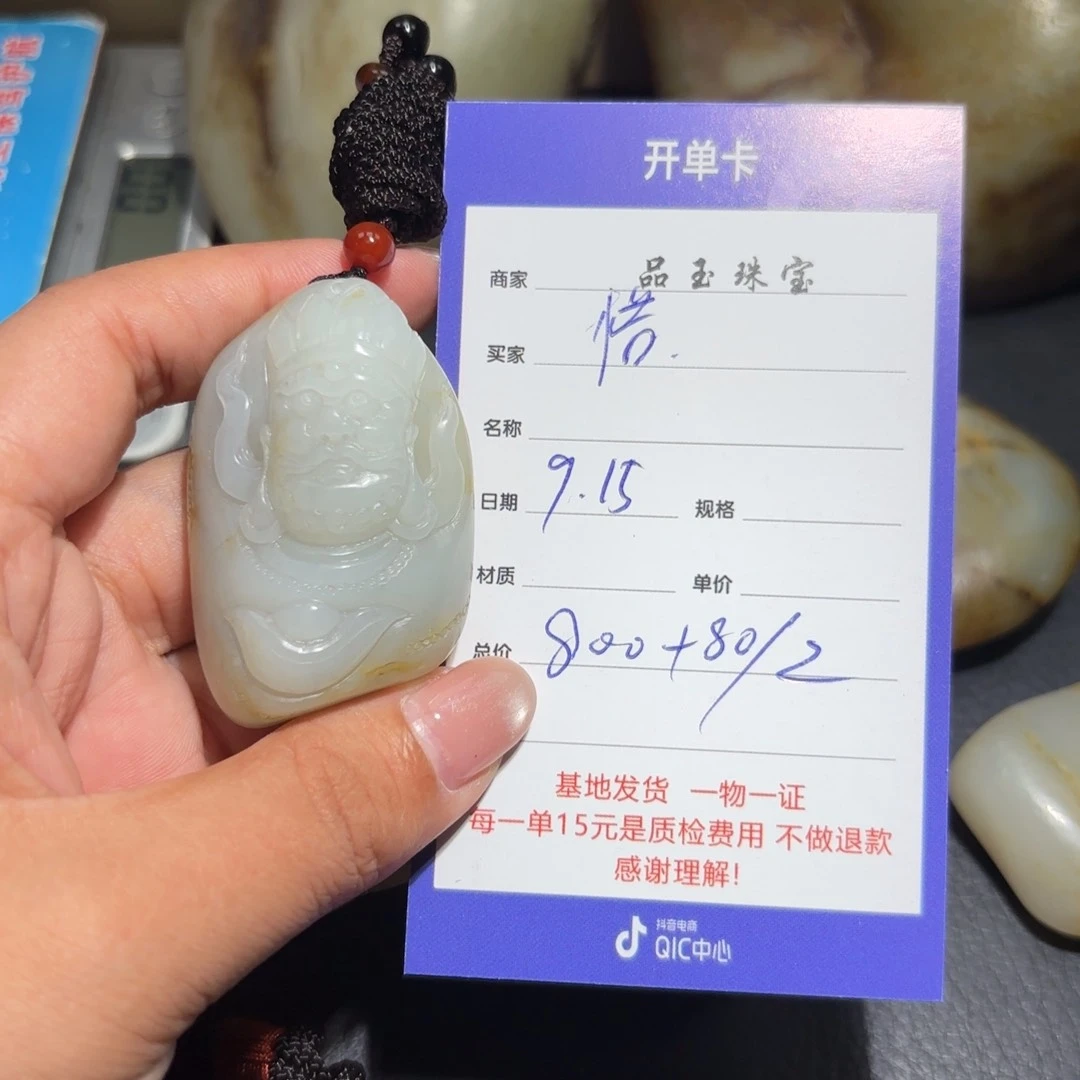 开单卡
商家 品玉珠宝
买家 惜.
名称
日期 9.15 规格
材质 单价
总价 800+80/2
基地发货 一物一证
每一单15元是质检费用 不做退款
感谢理解!
抖音电商
QIC中心